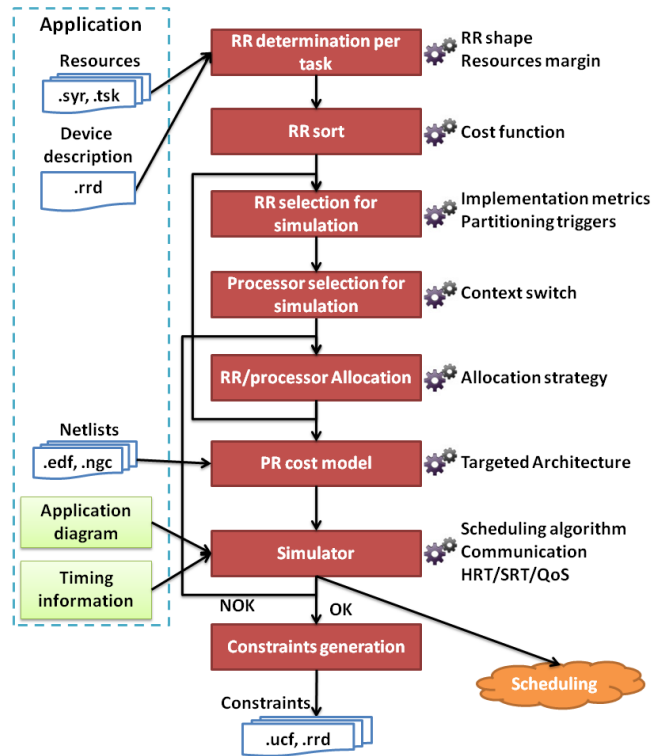 Application
Resources
.syr, .tsk
Device
description
.rrd
RR determination per
task
RR shape
Resources margin
RR sort
Cost function
RR selection for
simulation
Implementation metrics
Partitioning triggers
Processor selection for
simulation
Context switch
RR/processor Allocation
Allocation strategy
Netlists
.edf, .ngc
PR cost model
Targeted Architecture
Application
diagram
Simulator
Scheduling algorithm
Communication
HRT/SRT/QoS
Timing
information
NOK
OK
Constraints generation
Scheduling
Constraints
.ucf, .rrd